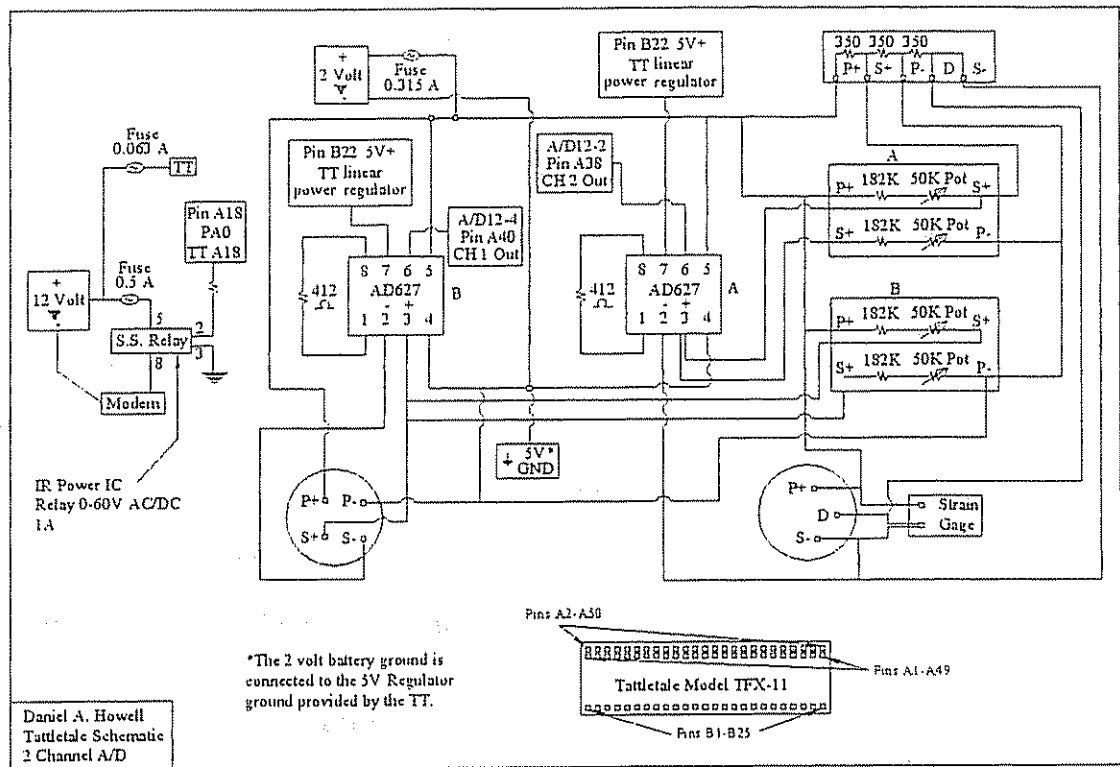 +
2 Volt
Fuse
0.315 A
Pin B22 5V+
TT linear
power regulator
350 350 350
P+ S+ P- D S-
Fuse
0.063 A
TT
Pin B22 5V+
TT linear
power regulator
A/D12-2
Pin A38
CH 2 Out
A
P+ 182K 50K Pot S+
S+ 182K 50K Pot P-
Pin A18
PA0
TT A18
A/D12-4
Pin A40
CH 1 Out
+
12 Volt
Fuse
0.5 A
5
S.S. Relay
2
3
8
Modem
412
Ω
8 7 6 5
AD627
- +
1 2 3 4
B
412
Ω
8 7 6 5
AD627
- +
1 2 3 4
A
B
P+ 182K 50K Pot S+
S+ 182K 50K Pot P-
IR Power IC
Relay 0-60V AC/DC
1A
5V*
GND
P+ P-
S+ S-
P+
D
S-
Strain
Gage
*The 2 volt battery ground is
connected to the 5V Regulator
ground provided by the TT.
Pins A2-A50
Pins A1-A49
Tattletale Model TFX-11
Pins B1-B25
Daniel A. Howell
Tattletale Schematic
2 Channel A/D